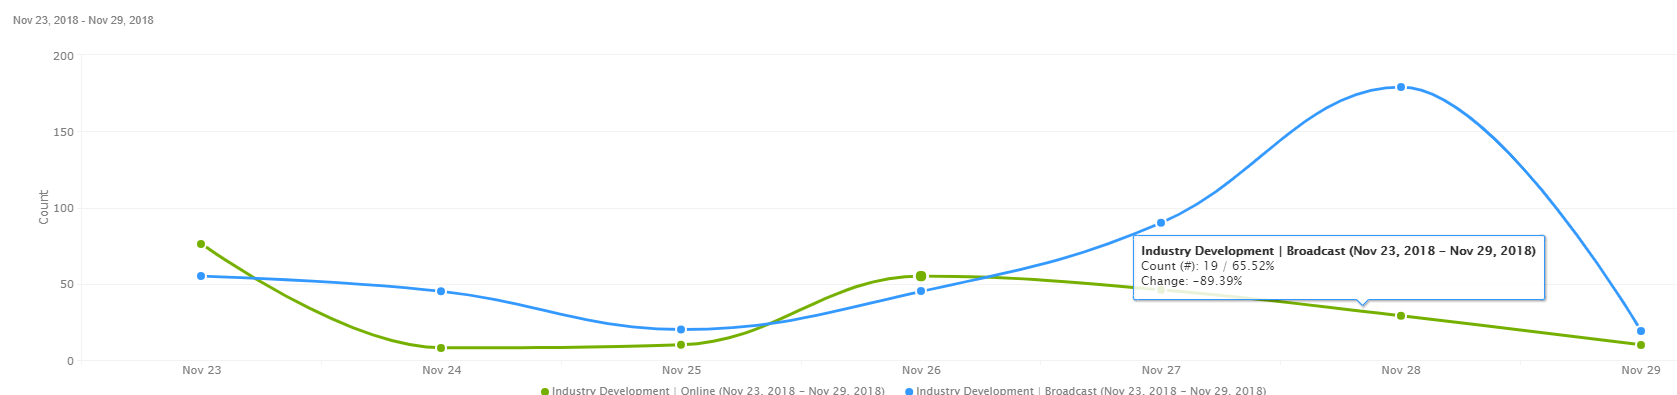 Nov 23, 2018 - Nov 29, 2018
200
150
100
50
0
Count
Industry Development | Broadcast (Nov 23, 2018 - Nov 29, 2018)
Count (#): 19 / 65.52%
Change: -89.39%
Nov 23
Nov 24
Nov 25
Nov 26
Nov 27
Nov 28
Nov 29
Industry Development | Online (Nov 23, 2018 - Nov 29, 2018)
Industry Development | Broadcast (Nov 23, 2018 - Nov 29, 2018)